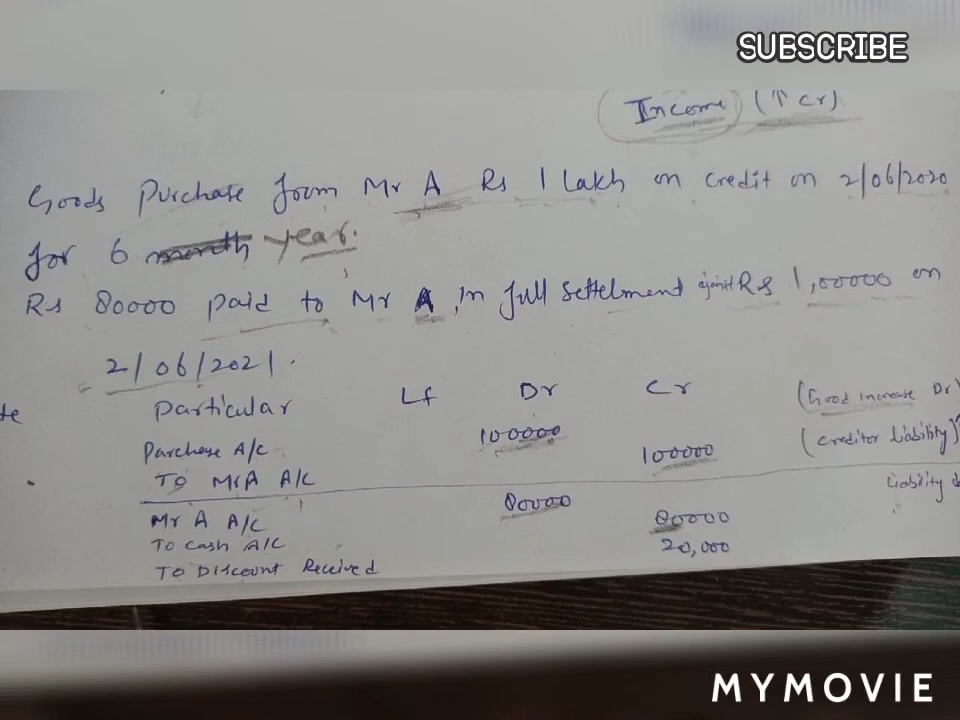 SUBSCRIBE
Income (↑ Cr)
Goods Purchase from Mr A Rs 1 Lakh on credit on 2/06/2020
for 6 month year.
Rs 80000 paid to Mr A in full Settelment against Rs 1,00000 on
2/06/2021.
Particular Lf Dr Cr (Good increase Dr)
Purchase A/C 100000 (Creditor liability)
To Mr A A/C 100000
Mr A A/C 80000 Liability
To Cash A/C 80000
To Discount Received 20,000
MYMOVIE